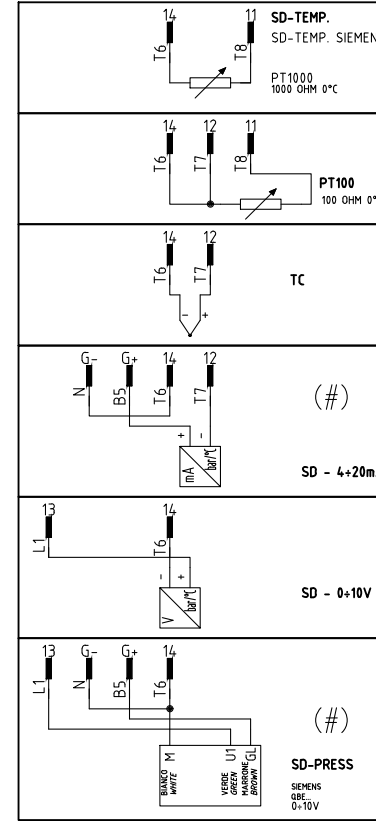 14 11 SD-TEMP.
SD-TEMP. SIEMEN
T6 T8
PT1000
1000 OHM 0°C
14 12 11
T6 T7 T8
PT100
100 OHM 0°
14 12
T6 T7
TC
- +
G- G+ 14 12
N B5 T6 T7
(#)
+ -
mA bar/°C
SD - 4÷20m
13 14
L1 T6
- +
V bar/°C
SD - 0÷10V
13 G- G+ 14
L1 N B5 T6
(#)
M U1 GL
BIANCO
WHITE
VERDE
GREEN
MARRONE
BROWN
SD-PRESS
SIEMENS
QBE...
0÷10V